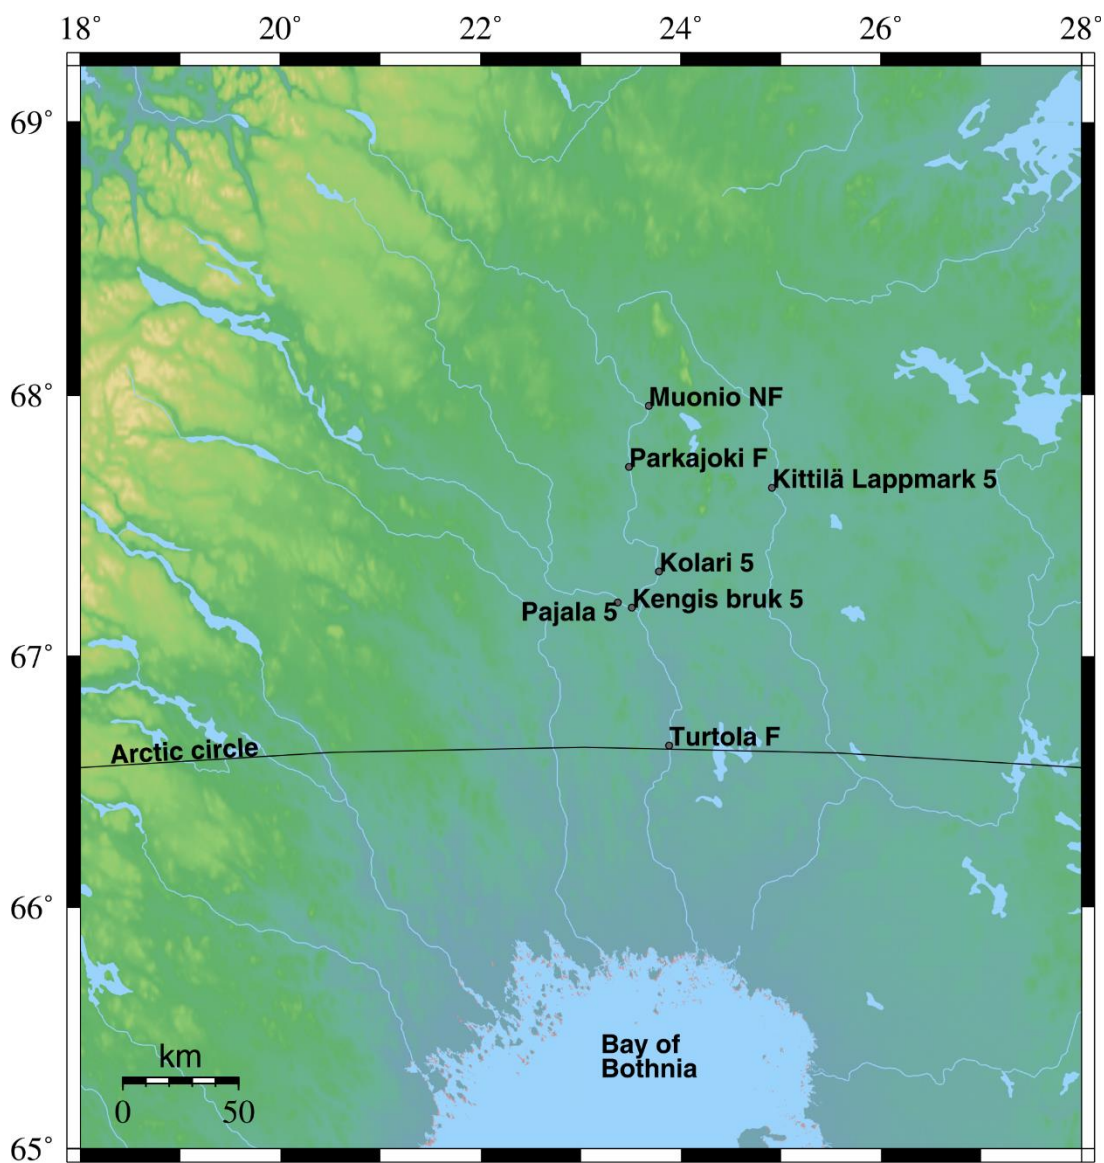 18° 20° 22° 24° 26° 28°
69°
68°
Muonio NF
Parkajoki F
Kittilä Lappmark 5
Kolari 5
Kengis bruk 5
Pajala 5
67°
Turtola F
Arctic circle
66°
Bay of
Bothnia
km
0 50
65°